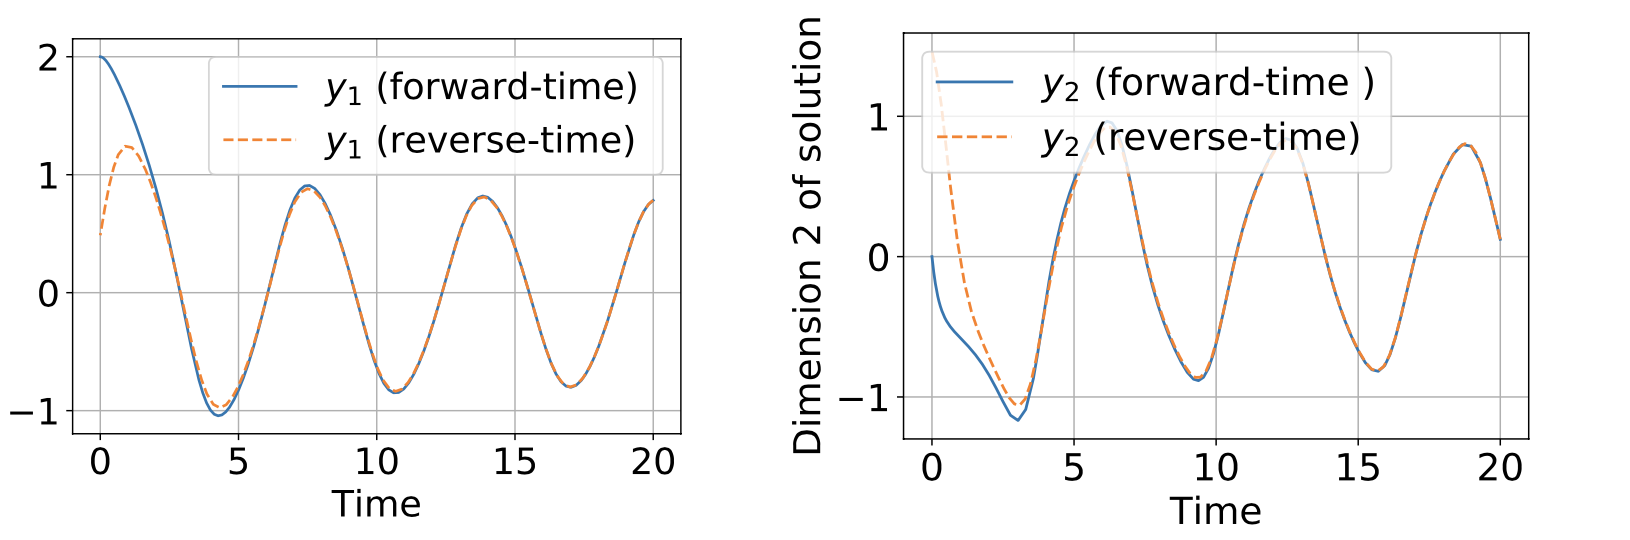 2
1
0
−1
y1 (forward-time)
y1 (reverse-time)
0 5 10 15 20
Time
Dimension 2 of solution
1
0
−1
y2 (forward-time )
y2 (reverse-time)
0 5 10 15 20
Time